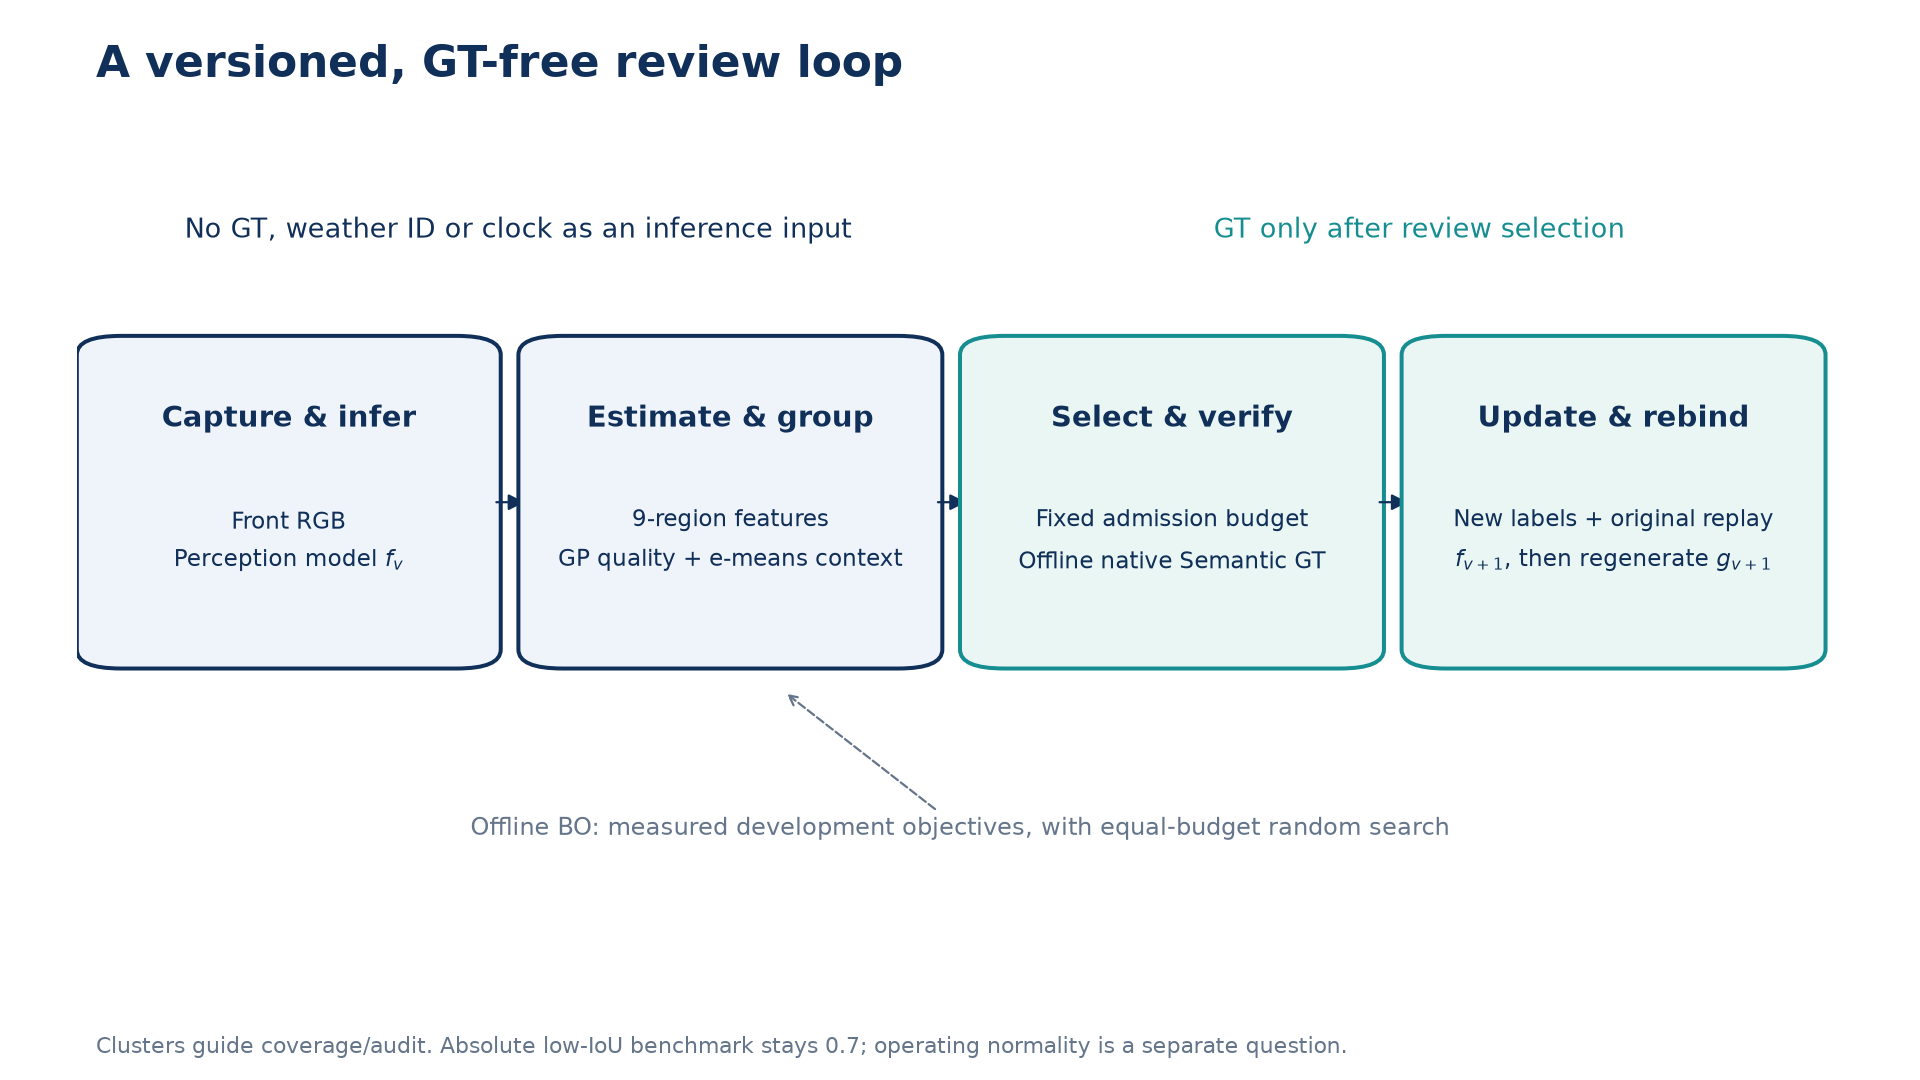 A versioned, GT-free review loop
No GT, weather ID or clock as an inference input
GT only after review selection
Capture & infer
Front RGB
Perception model f_v
Estimate & group
9-region features
GP quality + e-means context
Select & verify
Fixed admission budget
Offline native Semantic GT
Update & rebind
New labels + original replay
f_{v+1}, then regenerate g_{v+1}
Offline BO: measured development objectives, with equal-budget random search
Clusters guide coverage/audit. Absolute low-IoU benchmark stays 0.7; operating normality is a separate question.